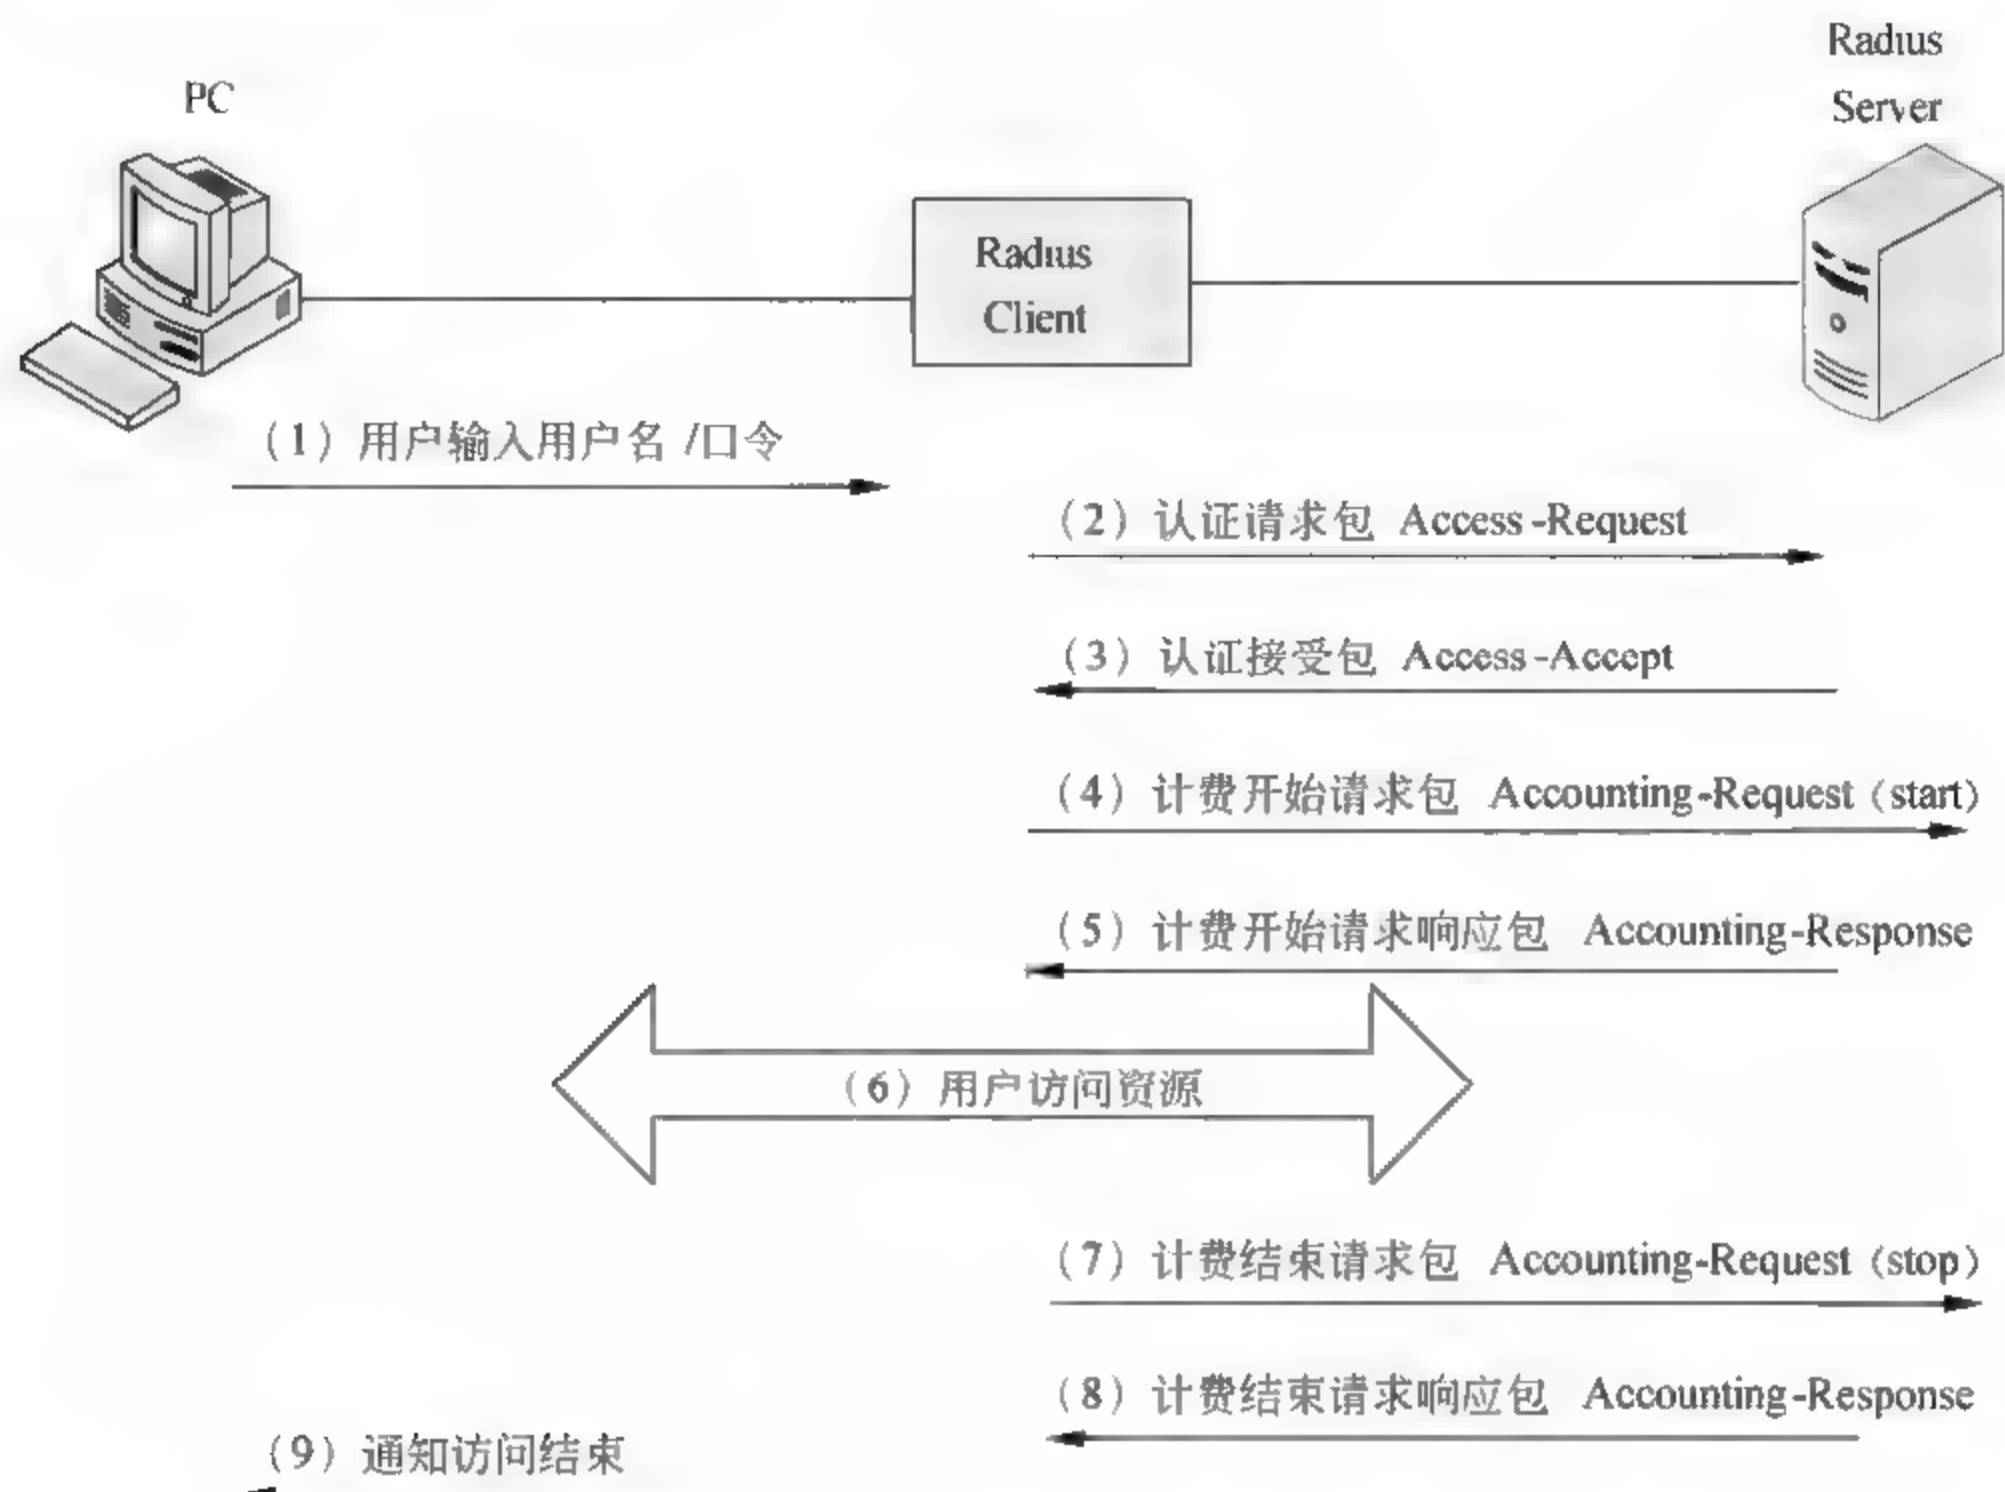 PC
Radius
Server
Radius
Client
(1) 用户输入用户名 /口令
(2) 认证请求包 Access-Request
(3) 认证接受包 Access-Accept
(4) 计费开始请求包 Accounting-Request (start)
(5) 计费开始请求响应包 Accounting-Response
(6) 用户访问资源
(7) 计费结束请求包 Accounting-Request (stop)
(8) 计费结束请求响应包 Accounting-Response
(9) 通知访问结束